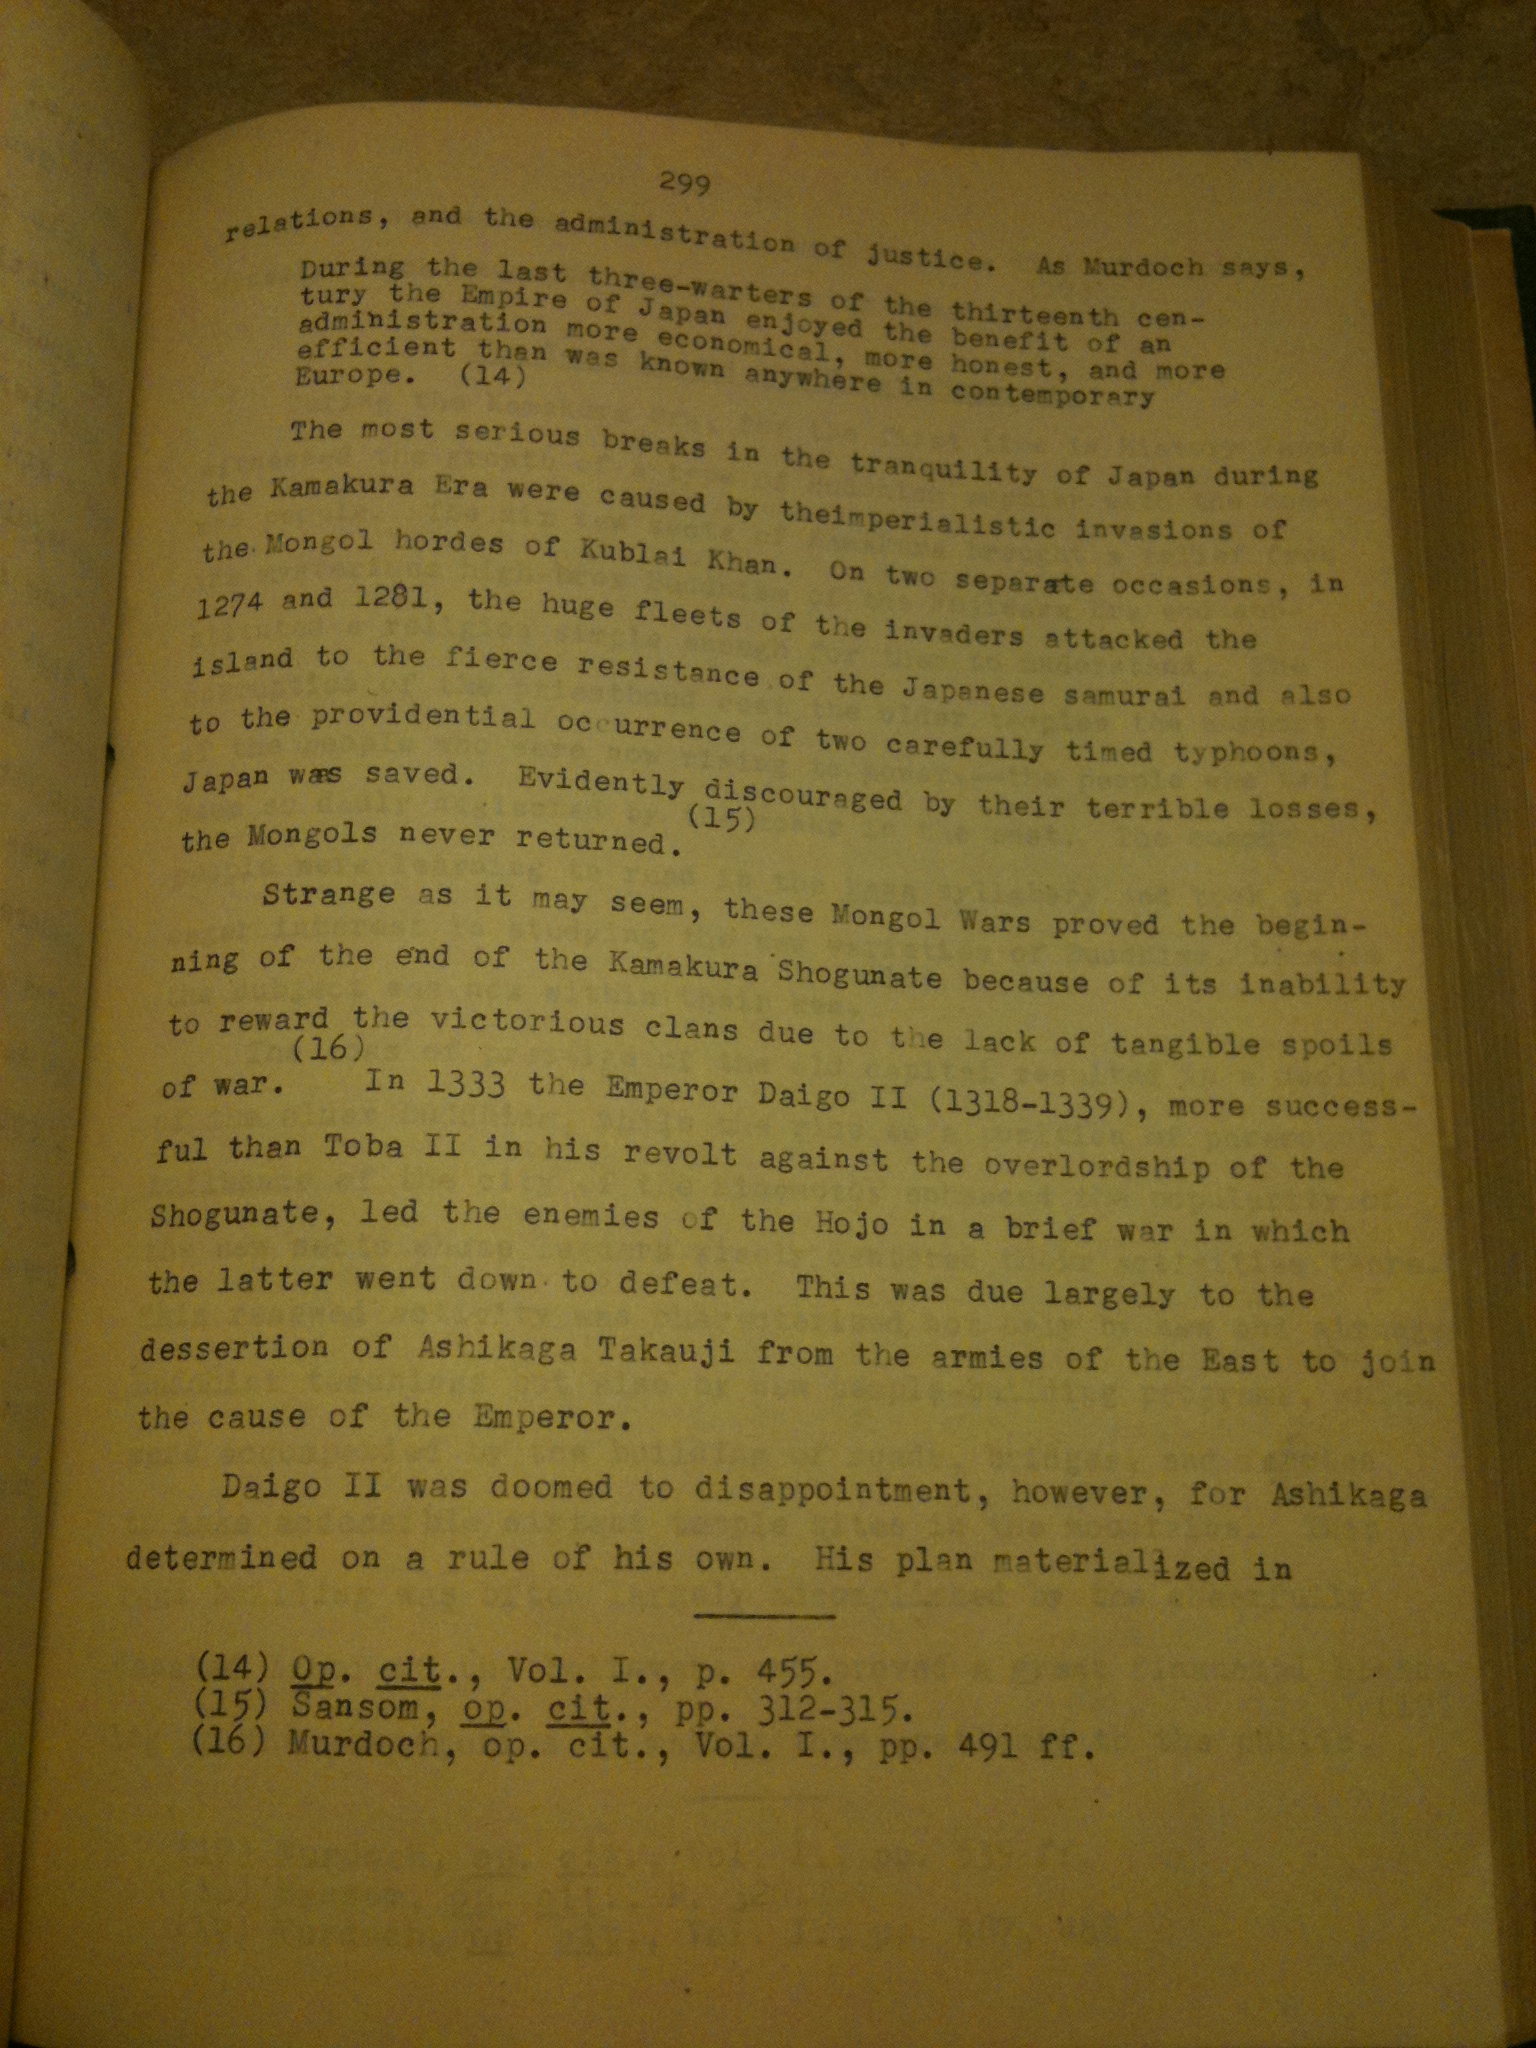 299
relations, and the administration of justice. As Murdoch says,
During the last three-warters of the thirteenth cen-
tury the Empire of Japan enjoyed the benefit of an
administration more economical, more honest, and more
efficient than was known anywhere in contemporary
Europe. (14)
The most serious breaks in the tranquility of Japan during
the Kamakura Era were caused by theimperialistic invasions of
the Mongol hordes of Kublai Khan. On two separate occasions, in
1274 and 1281, the huge fleets of the invaders attacked the
island to the fierce resistance of the Japanese samurai and also
to the providential occurrence of two carefully timed typhoons,
Japan was saved. Evidently discouraged by their terrible losses,
the Mongols never returned. (15)
Strange as it may seem, these Mongol Wars proved the begin-
ning of the end of the Kamakura Shogunate because of its inability
to reward the victorious clans due to the lack of tangible spoils
of war. (16) In 1333 the Emperor Daigo II (1318-1339), more success-
ful than Toba II in his revolt against the overlordship of the
Shogunate, led the enemies of the Hojo in a brief war in which
the latter went down to defeat. This was due largely to the
dessertion of Ashikaga Takauji from the armies of the East to join
the cause of the Emperor.
Daigo II was doomed to disappointment, however, for Ashikaga
determined on a rule of his own. His plan materialized in
(14) Op. cit., Vol. I., p. 455.
(15) Sansom, op. cit., pp. 312-315.
(16) Murdoch, op. cit., Vol. I., pp. 491 ff.